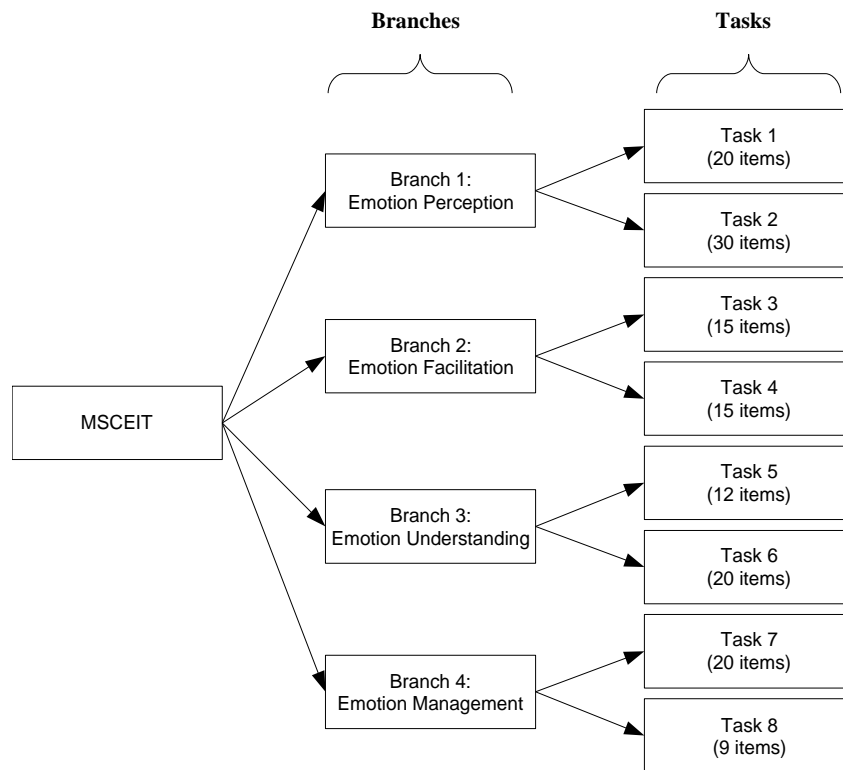 Branches
Tasks
Task 1
(20 items)
Branch 1:
Emotion Perception
Task 2
(30 items)
Task 3
(15 items)
Branch 2:
Emotion Facilitation
Task 4
(15 items)
MSCEIT
Task 5
(12 items)
Branch 3:
Emotion Understanding
Task 6
(20 items)
Task 7
(20 items)
Branch 4:
Emotion Management
Task 8
(9 items)